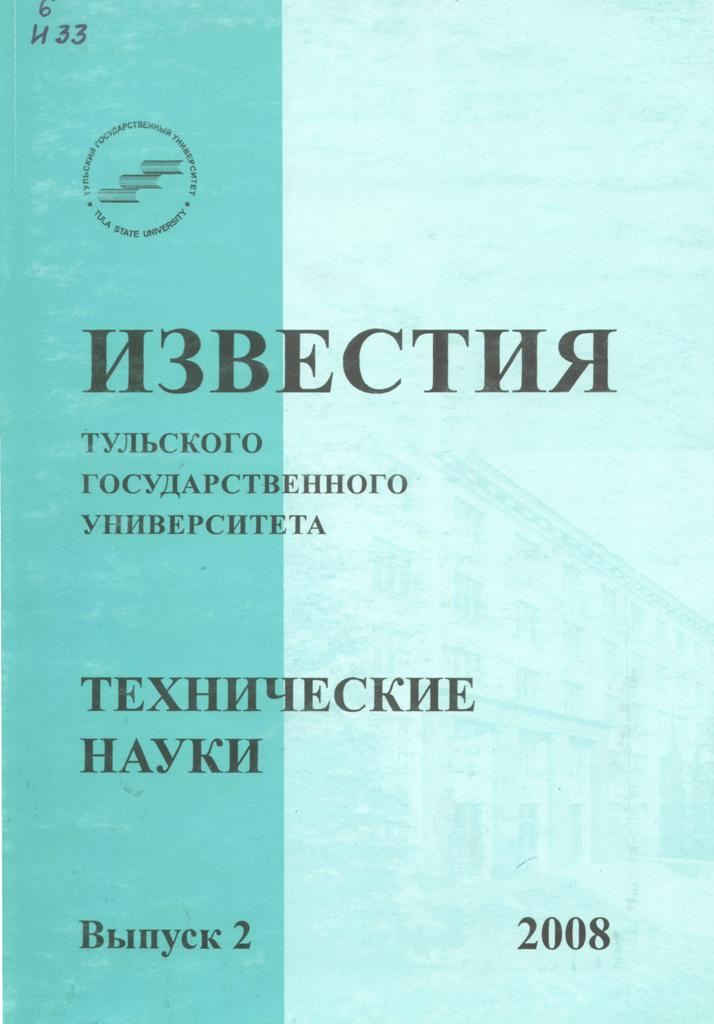 6
И 33
ТУЛЬСКИЙ ГОСУДАРСТВЕННЫЙ УНИВЕРСИТЕТ
TULA STATE UNIVERSITY
ИЗВЕСТИЯ
ТУЛЬСКОГО
ГОСУДАРСТВЕННОГО
УНИВЕРСИТЕТА
ТЕХНИЧЕСКИЕ
НАУКИ
Выпуск 2
2008